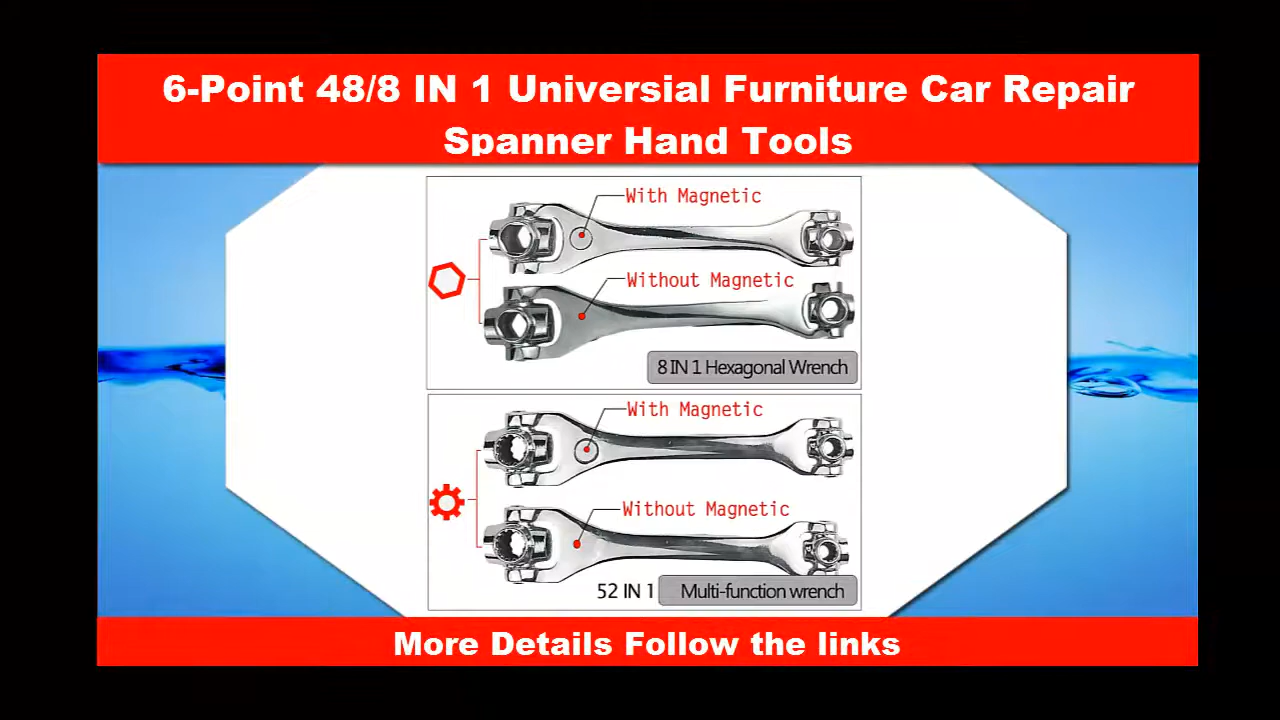 6-Point 48/8 IN 1 Universial Furniture Car Repair
Spanner Hand Tools
With Magnetic
Without Magnetic
8 IN 1 Hexagonal Wrench
With Magnetic
Without Magnetic
52 IN 1 Multi-function wrench
More Details Follow the links